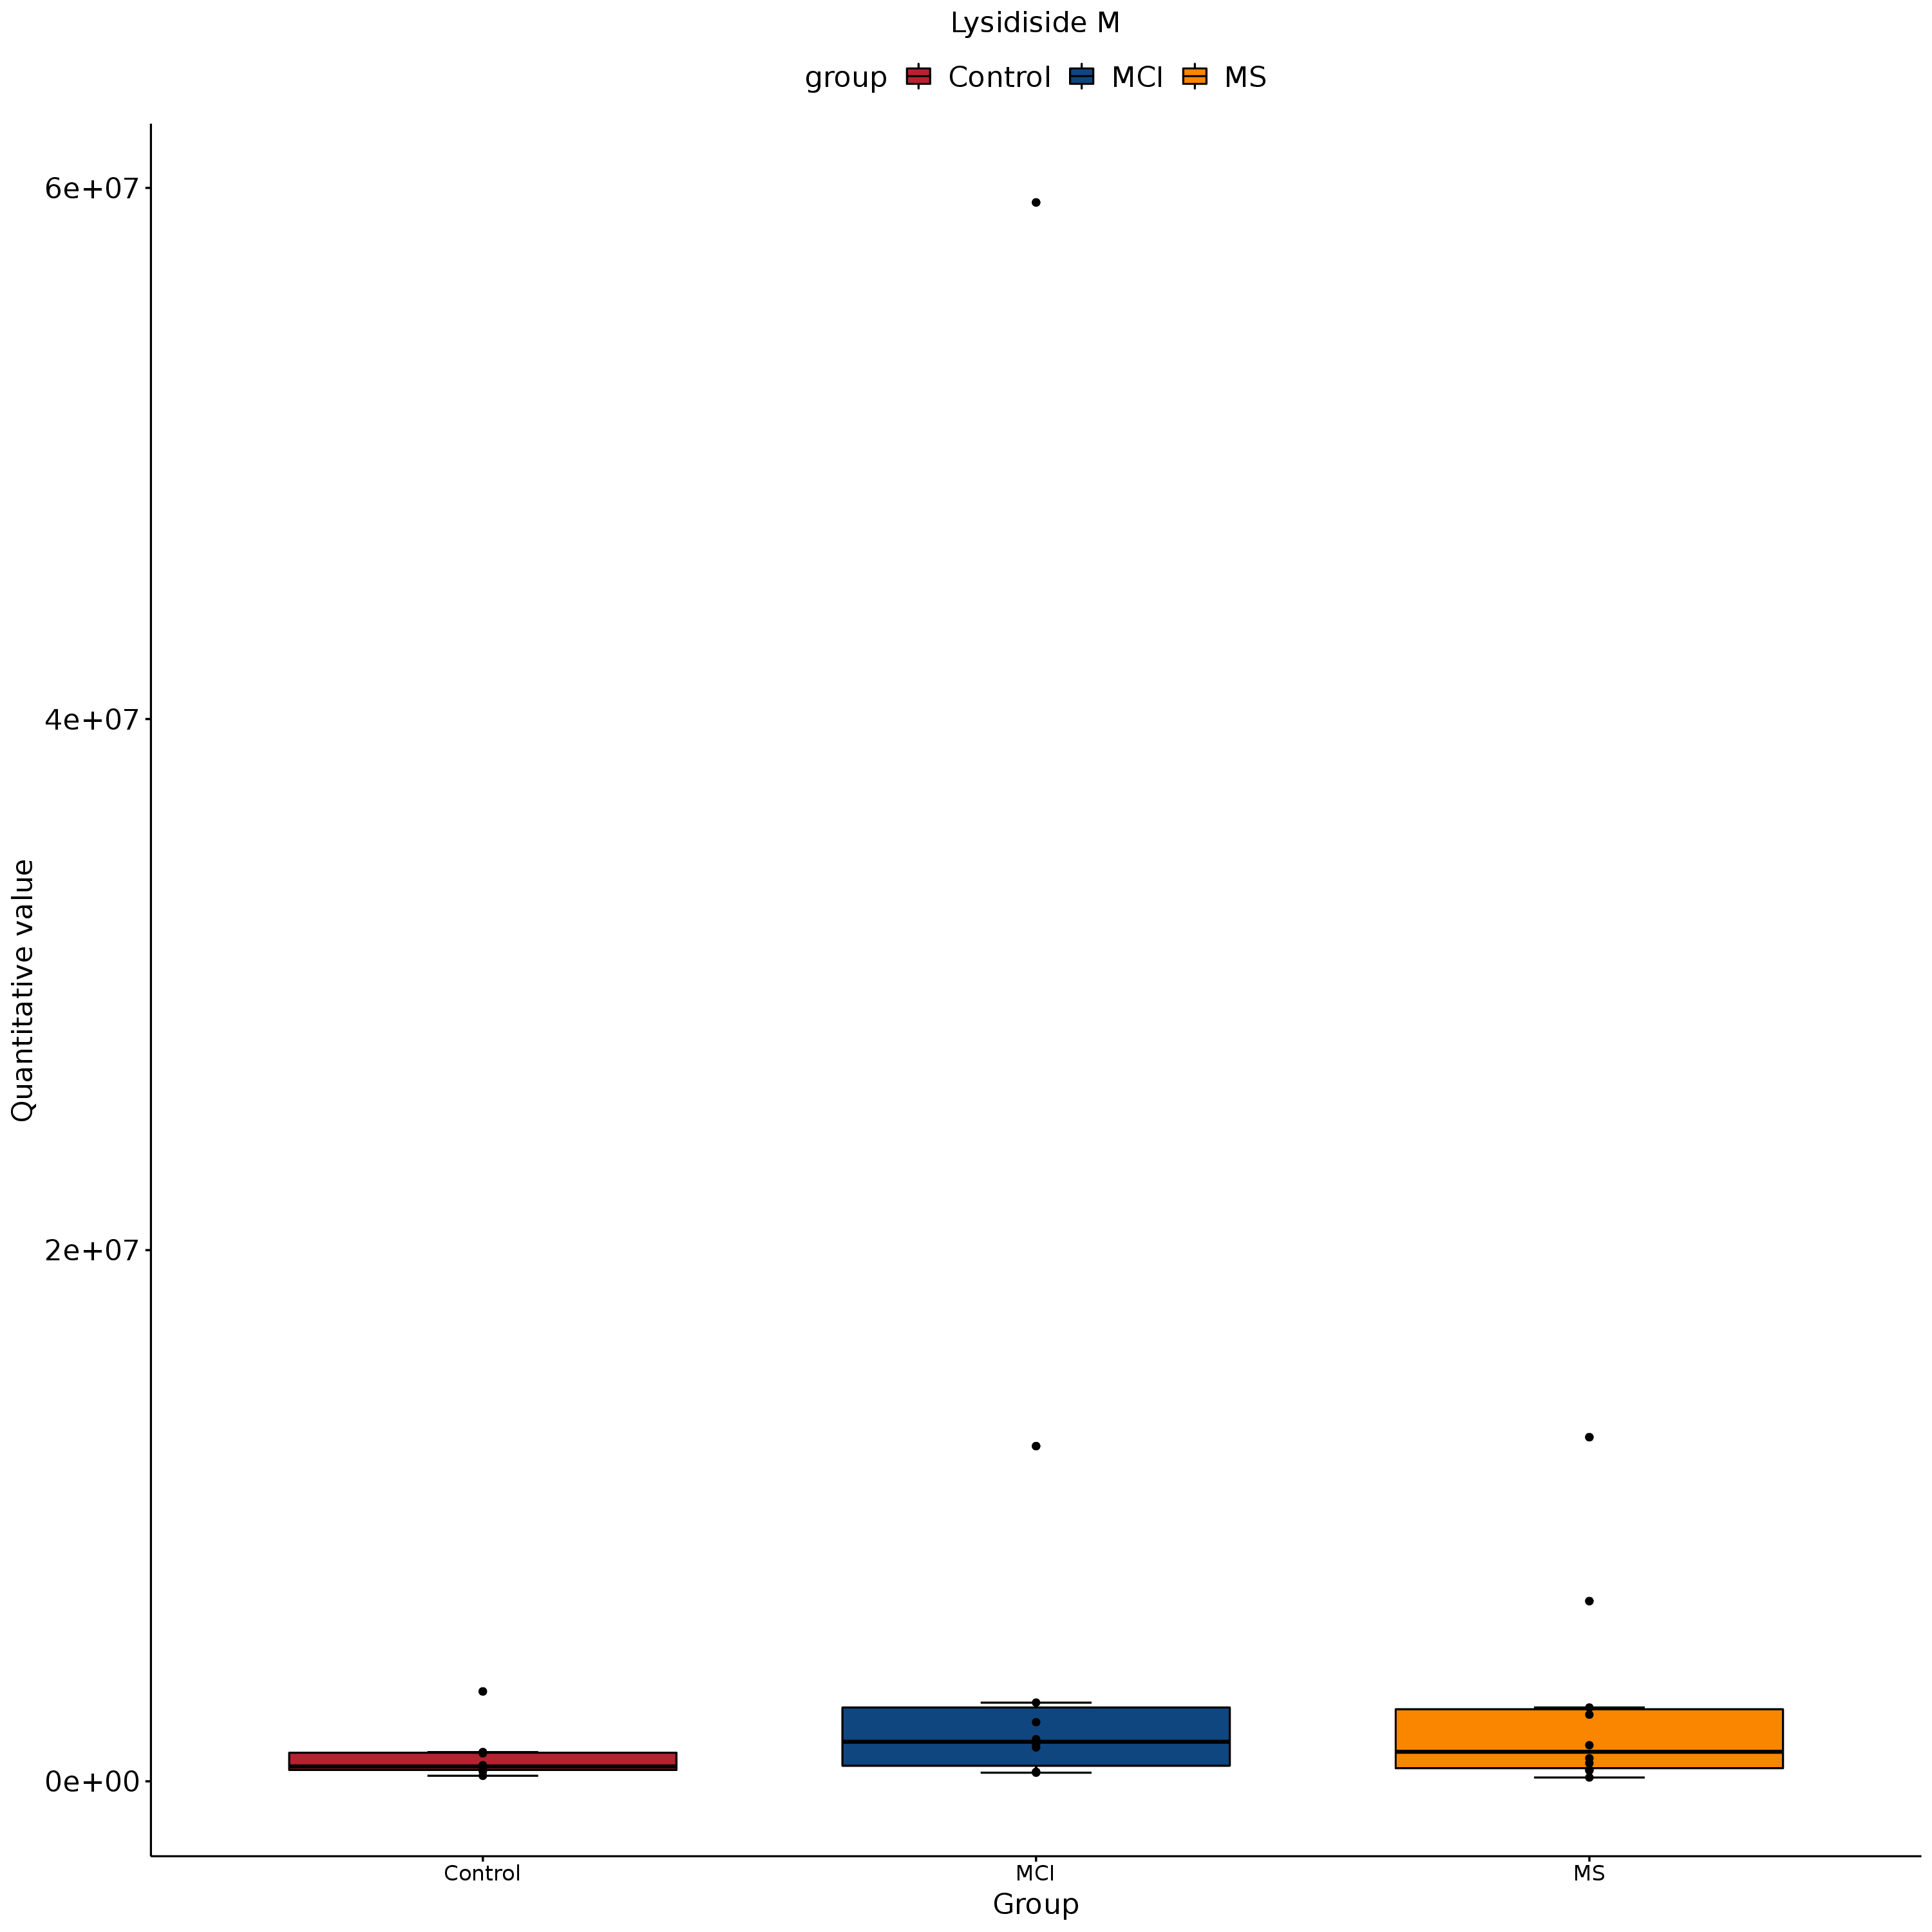 Lysidiside M
group Control MCI MS
6e+07
4e+07
2e+07
0e+00
Quantitative value
Control MCI MS
Group